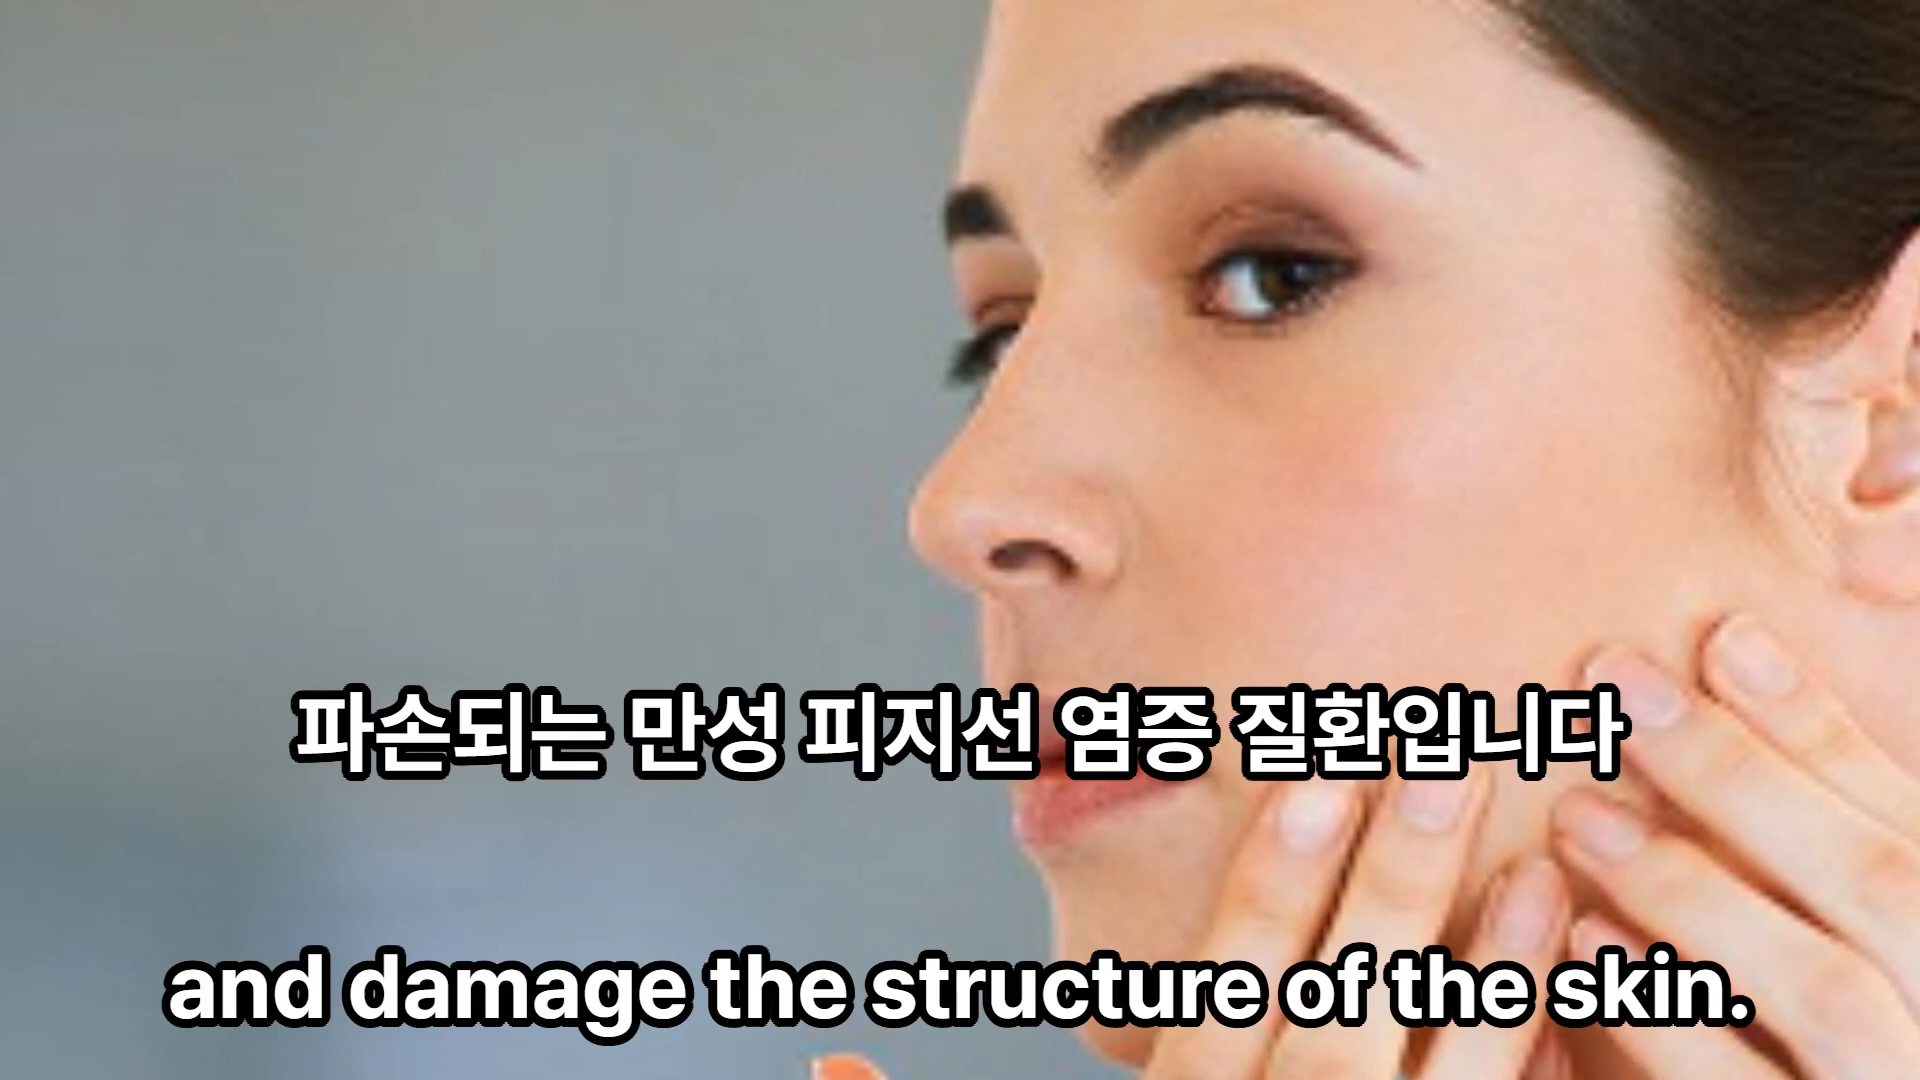 파손되는 만성 피지선 염증 질환입니다
and damage the structure of the skin.